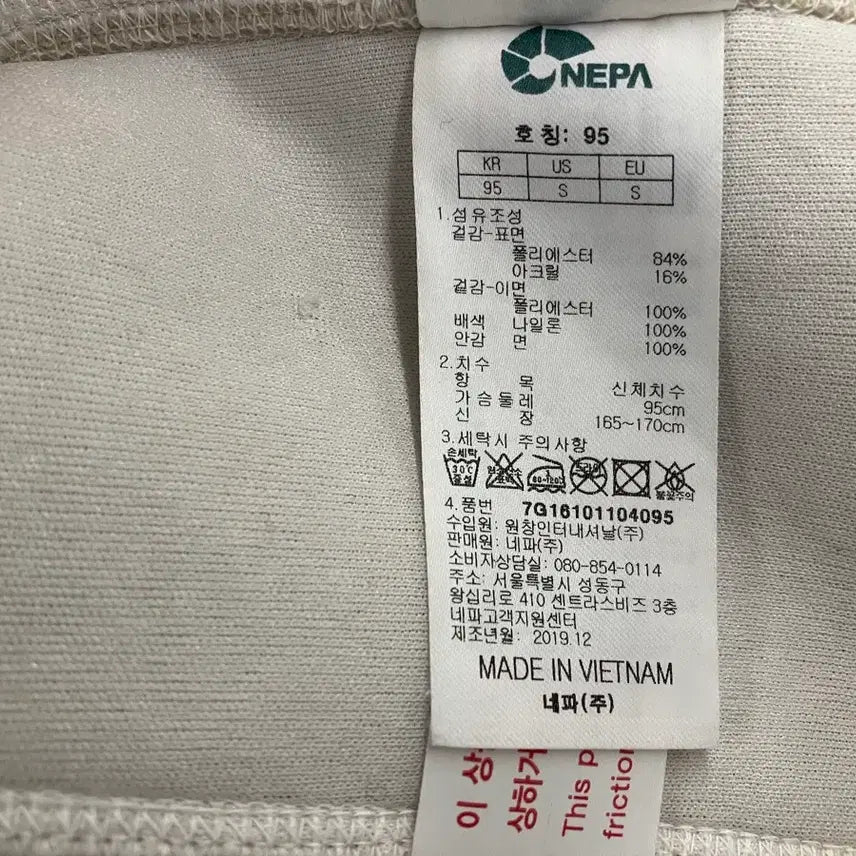 NEPA
호칭: 95
KR US EU
95 S S
1.섬유조성
겉감-표면
폴리에스터 84%
아크릴 16%
겉감-이면
폴리에스터 100%
배색 나일론 100%
안감 면 100%
2.치수
항 목 신체치수
가슴둘레 95cm
신 장 165~170cm
3.세탁시 주의사항
손세탁
30℃
중성
80~120℃
드라이
불꽃주의
4.품번 7G16101104095
수입원: 원창인터내셔날(주)
판매원: 네파(주)
소비자상담실: 080-854-0114
주소: 서울특별시 성동구
왕십리로 410 센트라스비즈 3층
네파고객지원센터
제조년월: 2019.12
MADE IN VIETNAM
네파(주)
이 상
상하거
This p
friction